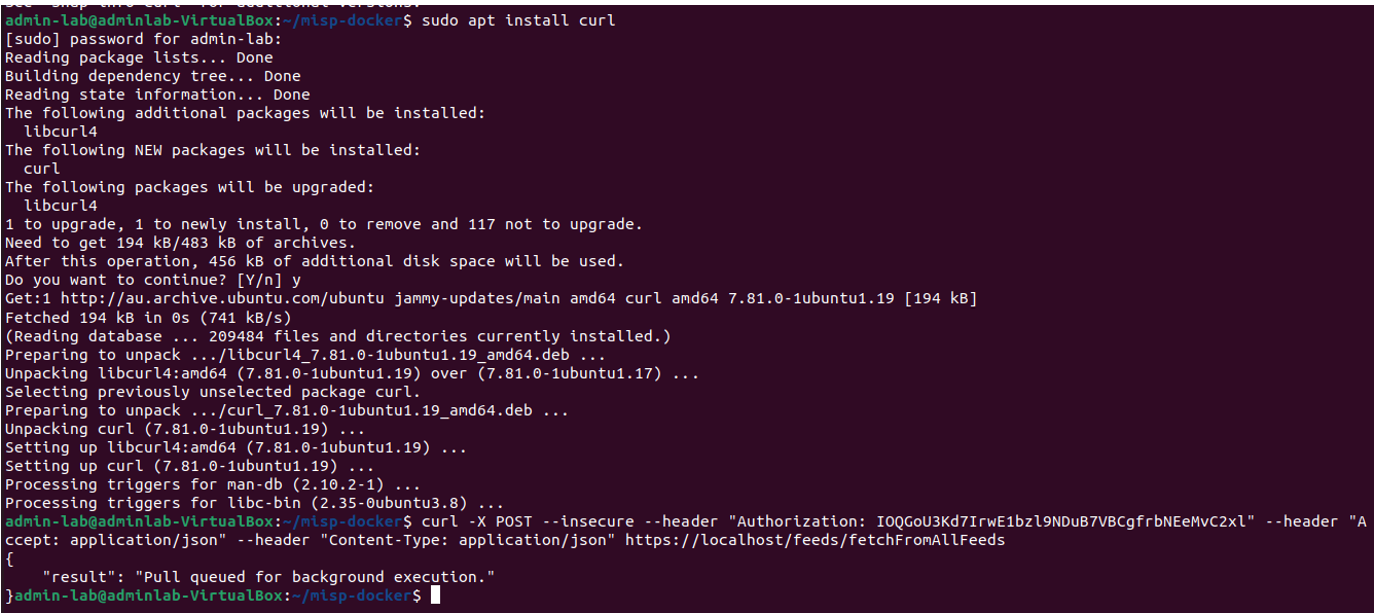 admin-lab@adminlab-VirtualBox:~/misp-docker$ sudo apt install curl
[sudo] password for admin-lab:
Reading package lists... Done
Building dependency tree... Done
Reading state information... Done
The following additional packages will be installed:
  libcurl4
The following NEW packages will be installed:
  curl
The following packages will be upgraded:
  libcurl4
1 to upgrade, 1 to newly install, 0 to remove and 117 not to upgrade.
Need to get 194 kB/483 kB of archives.
After this operation, 456 kB of additional disk space will be used.
Do you want to continue? [Y/n] y
Get:1 http://au.archive.ubuntu.com/ubuntu jammy-updates/main amd64 curl amd64 7.81.0-1ubuntu1.19 [194 kB]
Fetched 194 kB in 0s (741 kB/s)
(Reading database ... 209484 files and directories currently installed.)
Preparing to unpack .../libcurl4_7.81.0-1ubuntu1.19_amd64.deb ...
Unpacking libcurl4:amd64 (7.81.0-1ubuntu1.19) over (7.81.0-1ubuntu1.17) ...
Selecting previously unselected package curl.
Preparing to unpack .../curl_7.81.0-1ubuntu1.19_amd64.deb ...
Unpacking curl (7.81.0-1ubuntu1.19) ...
Setting up libcurl4:amd64 (7.81.0-1ubuntu1.19) ...
Setting up curl (7.81.0-1ubuntu1.19) ...
Processing triggers for man-db (2.10.2-1) ...
Processing triggers for libc-bin (2.35-0ubuntu3.8) ...
admin-lab@adminlab-VirtualBox:~/misp-docker$ curl -X POST --insecure --header "Authorization: IOQGoU3Kd7IrwE1bzl9NDuB7VBCgfrbNEeMvC2xl" --header "A
ccept: application/json" --header "Content-Type: application/json" https://localhost/feeds/fetchFromAllFeeds
{
    "result": "Pull queued for background execution."
}admin-lab@adminlab-VirtualBox:~/misp-docker$